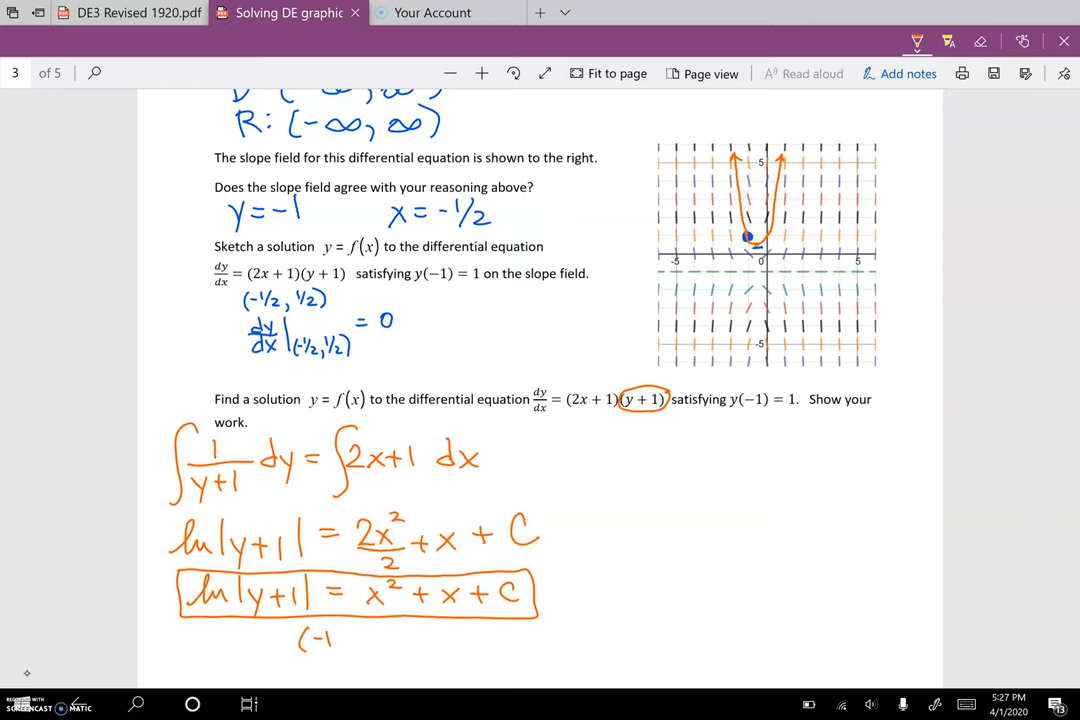 DE3 Revised 1920.pdf
Solving DE graphic
Your Account
3 of 5
Fit to page
Page view
Read aloud
Add notes
R: (-∞, ∞)
The slope field for this differential equation is shown to the right.
Does the slope field agree with your reasoning above?
y = -1 x = -1/2
Sketch a solution y = f(x) to the differential equation
dy/dx = (2x + 1)(y + 1) satisfying y(−1) = 1 on the slope field.
(-1/2, 1/2)
dy/dx |(-1/2, 1/2) = 0
5
-5 0 5
-5
Find a solution y = f(x) to the differential equation dy/dx = (2x + 1)(y + 1) satisfying y(−1) = 1. Show your
work.
∫ 1/(y+1) dy = ∫ 2x+1 dx
ln|y+1| = 2x²/2 + x + C
ln|y+1| = x² + x + C
(-1
RECORDED WITH
SCREENCAST MATIC
5:27 PM
4/1/2020
13